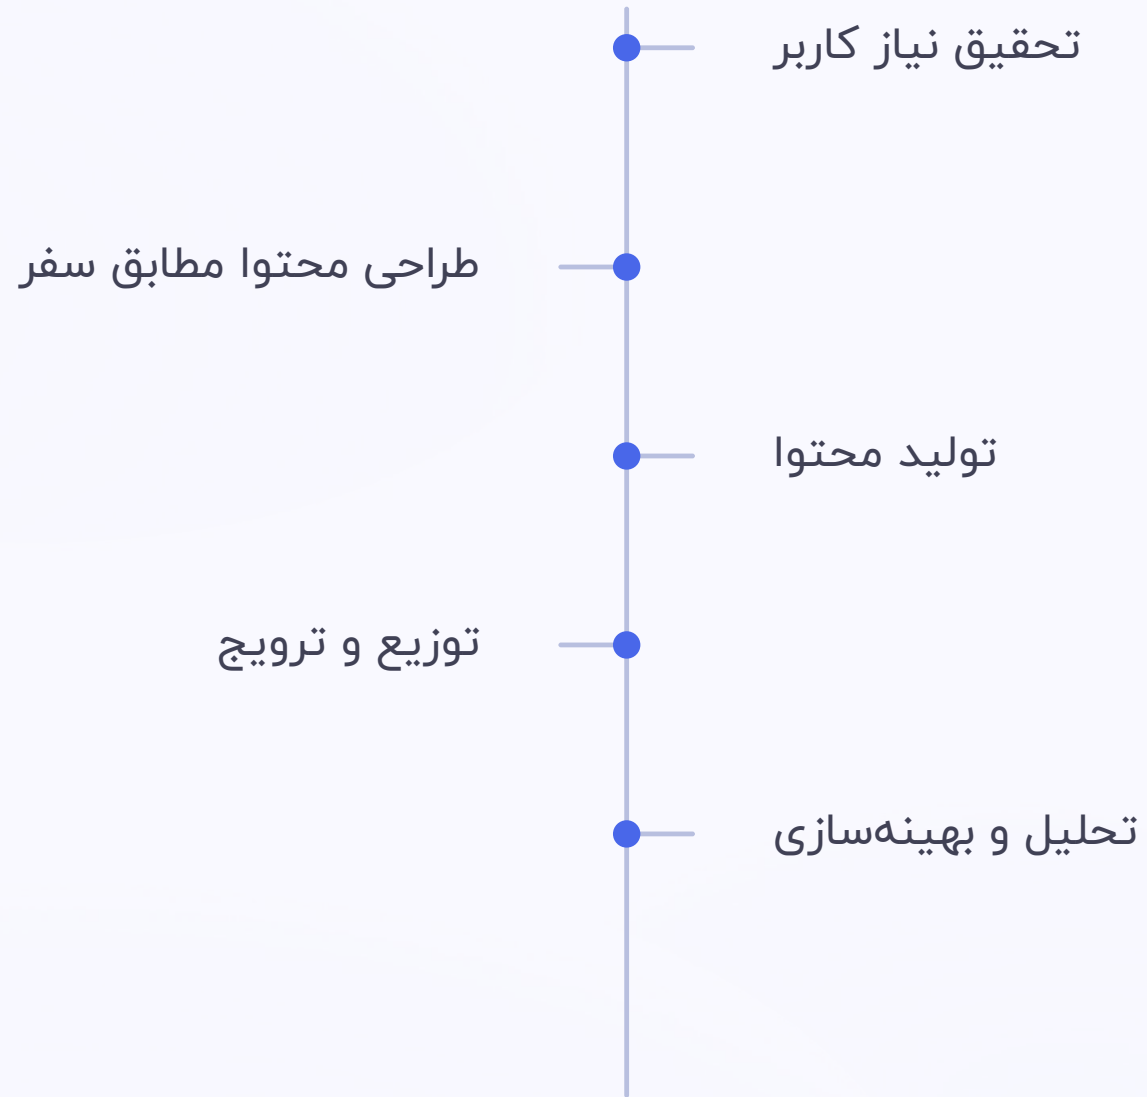 تحقیق نیاز کاربر
طراحی محتوا مطابق سفر
تولید محتوا
توزیع و ترویج
تحلیل و بهینه‌سازی